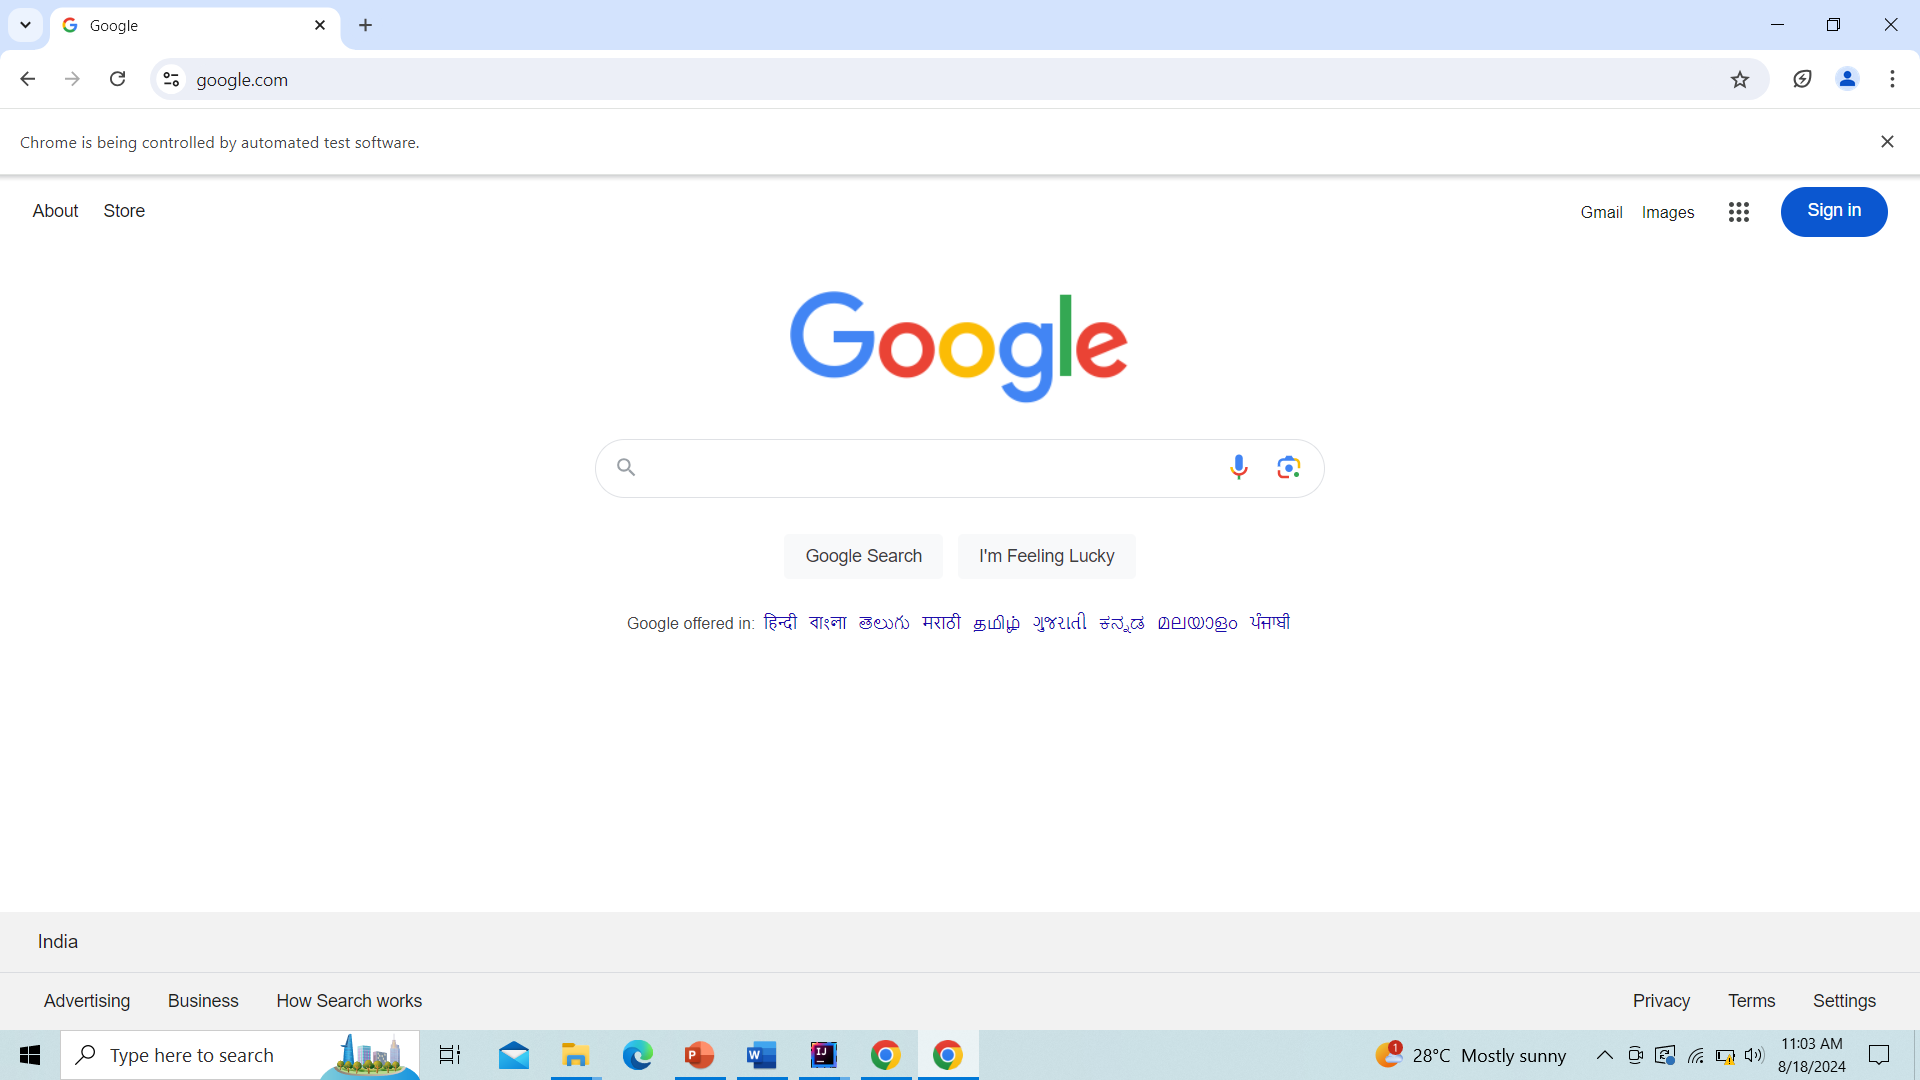 Google
google.com
Chrome is being controlled by automated test software.
About Store Gmail Images Sign in
Google
Google Search I'm Feeling Lucky
Google offered in: हिन्दी বাংলা తెలుగు मराठी தமிழ் ગુજરાતી ಕನ್ನಡ മലയാളം ਪੰਜਾਬੀ
India
Advertising Business How Search works Privacy Terms Settings
Type here to search 1 28°C Mostly sunny 11:03 AM
8/18/2024